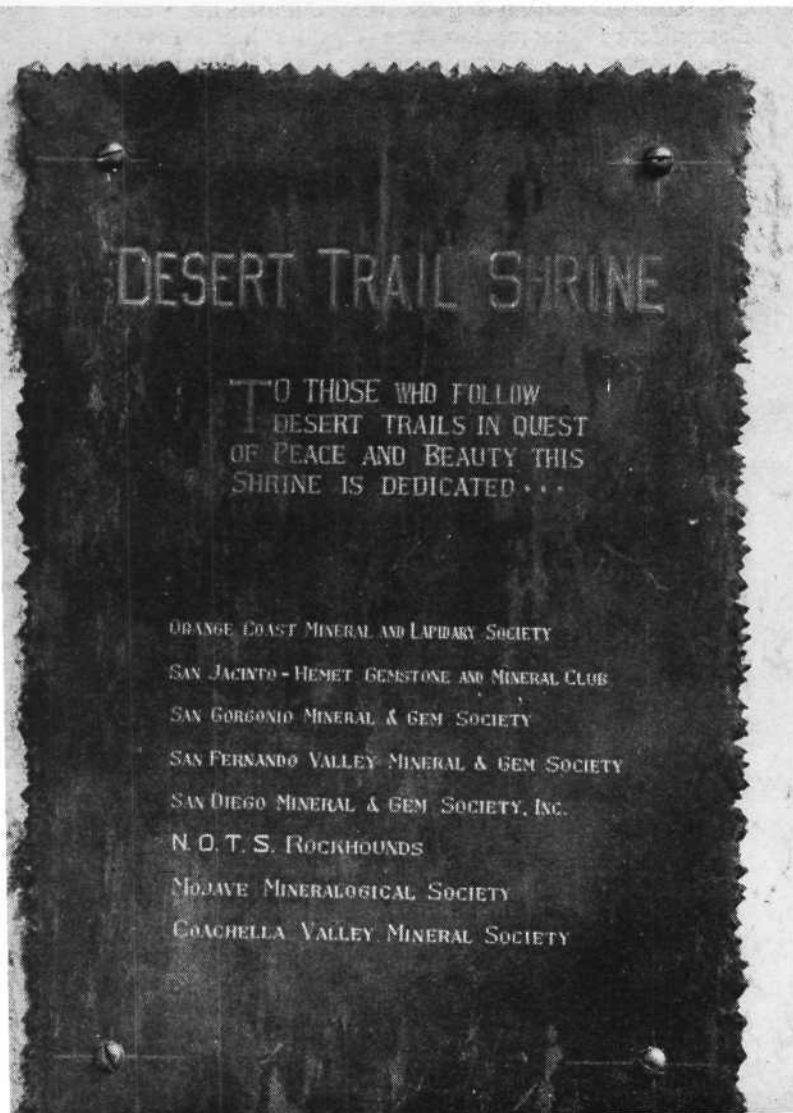 DESERT TRAIL SHRINE
TO THOSE WHO FOLLOW
DESERT TRAILS IN QUEST
OF PEACE AND BEAUTY THIS
SHRINE IS DEDICATED • • •
ORANGE COAST MINERAL AND LAPIDARY SOCIETY
SAN JACINTO - HEMET GEMSTONE AND MINERAL CLUB
SAN GORGONIO MINERAL & GEM SOCIETY
SAN FERNANDO VALLEY MINERAL & GEM SOCIETY
SAN DIEGO MINERAL & GEM SOCIETY, INC.
N. O. T. S. ROCKHOUNDS
MOJAVE MINERALOGICAL SOCIETY
COACHELLA VALLEY MINERAL SOCIETY